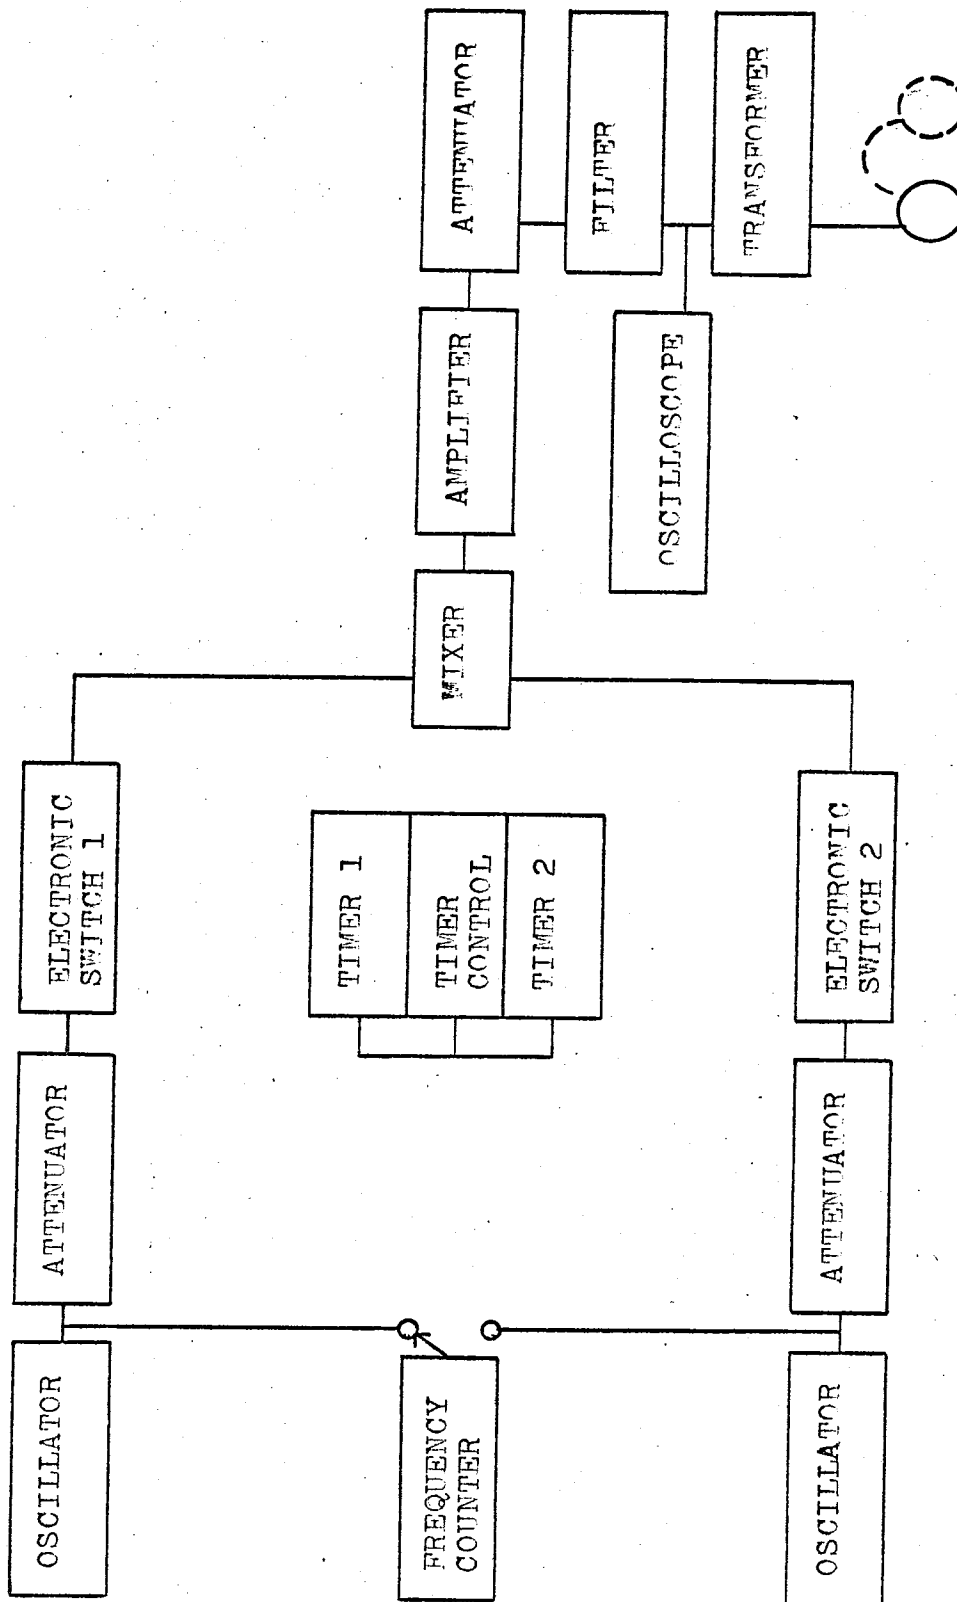 OSCILLATOR
ATTENUATOR
ELECTRONIC
SWITCH 1
FREQUENCY
COUNTER
TIMER 1
TIMER
CONTROL
TIMER 2
MIXER
AMPLIFIER
ATTENUATOR
FILTER
TRANSFORMER
OSCILLOSCOPE
OSCILLATOR
ATTENUATOR
ELECTRONIC
SWITCH 2